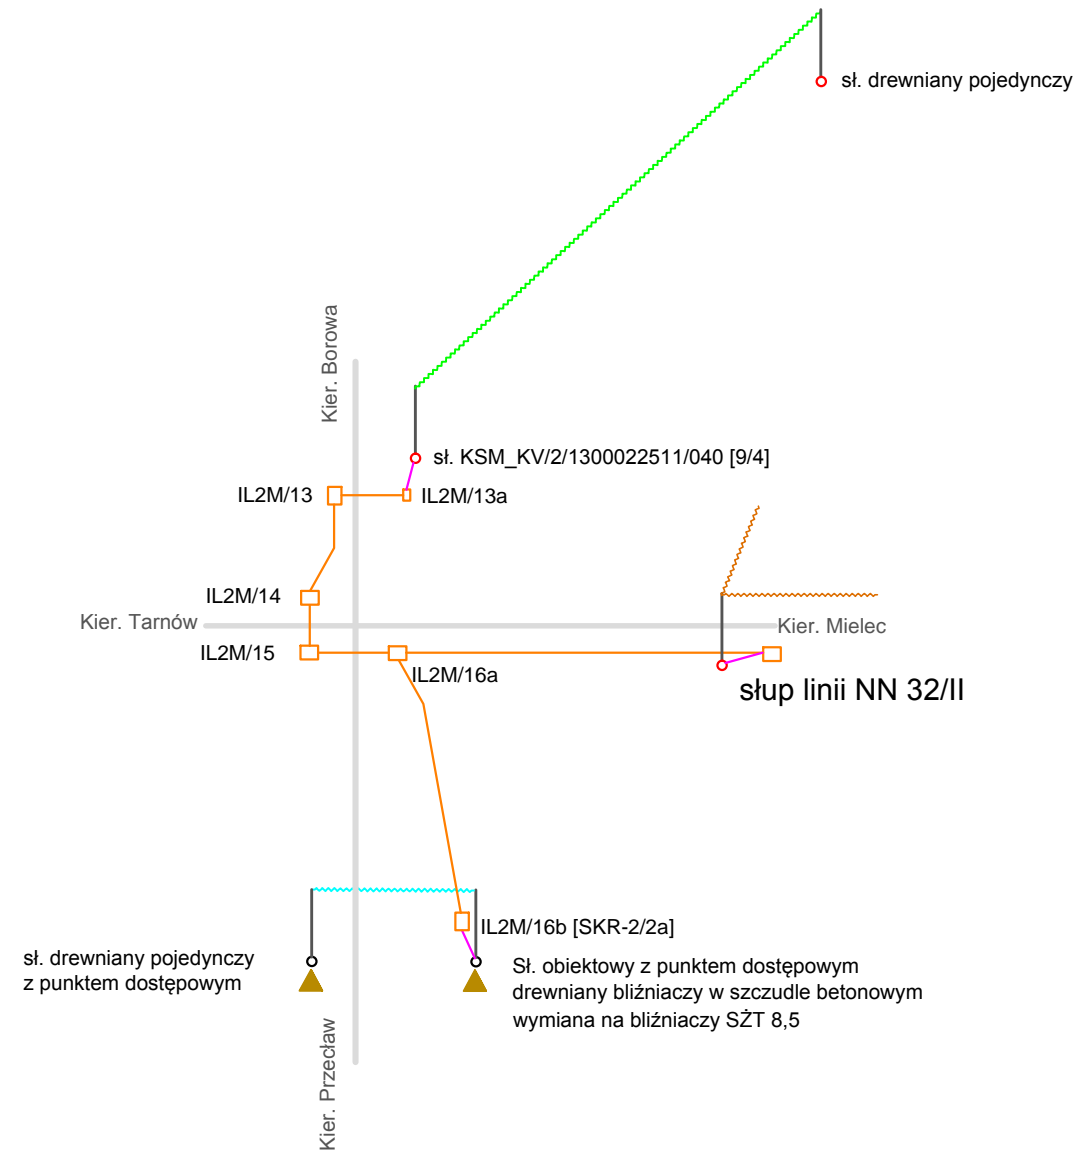 sł. drewniany pojedynczy
Kier. Borowa
sł. KSM_KV/2/1300022511/040 [9/4]
IL2M/13
IL2M/13a
IL2M/14
Kier. Tarnów
Kier. Mielec
IL2M/15
IL2M/16a
słup linii NN 32/II
IL2M/16b [SKR-2/2a]
sł. drewniany pojedynczy
z punktem dostępowym
Sł. obiektowy z punktem dostępowym
drewniany bliźniaczy w szczudle betonowym
wymiana na bliźniaczy SŻT 8,5
Kier. Przecław